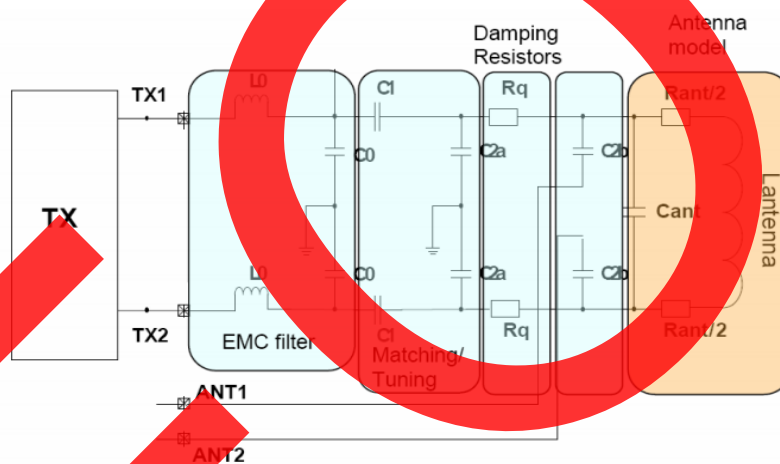 Damping
Resistors
Antenna
model
TX1
L0
C1
Rq
Rant/2
C0
C2a
C2b
TX
Cant
Lantenna
L0
C0
C2a
C2b
TX2
EMC filter
C1
Matching/
Tuning
Rq
Rant/2
ANT1
ANT2